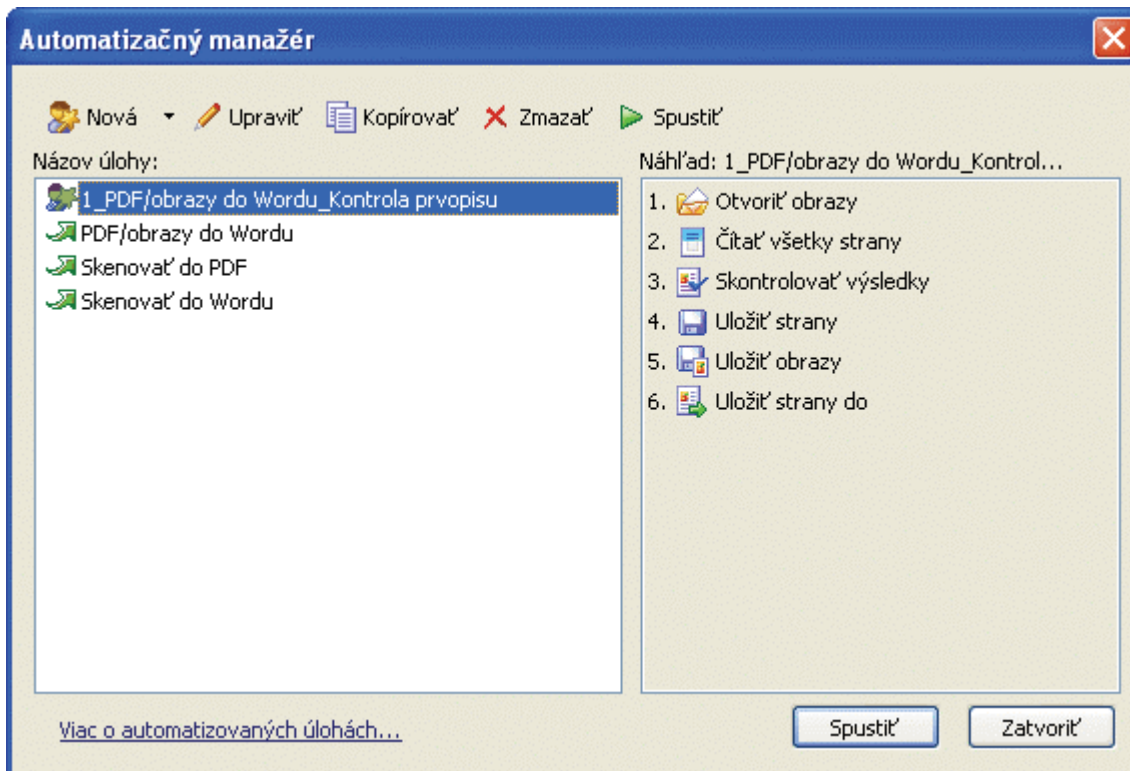 Automatizačný manažér
Nová Upraviť Kopírovať Zmazať Spustiť
Názov úlohy:
1_PDF/obrazy do Wordu_Kontrola prvopisu
PDF/obrazy do Wordu
Skenovať do PDF
Skenovať do Wordu
Náhľad: 1_PDF/obrazy do Wordu_Kontrol...
1. Otvoriť obrazy
2. Čítať všetky strany
3. Skontrolovať výsledky
4. Uložiť strany
5. Uložiť obrazy
6. Uložiť strany do
Viac o automatizovaných úlohách...
Spustiť Zatvoriť